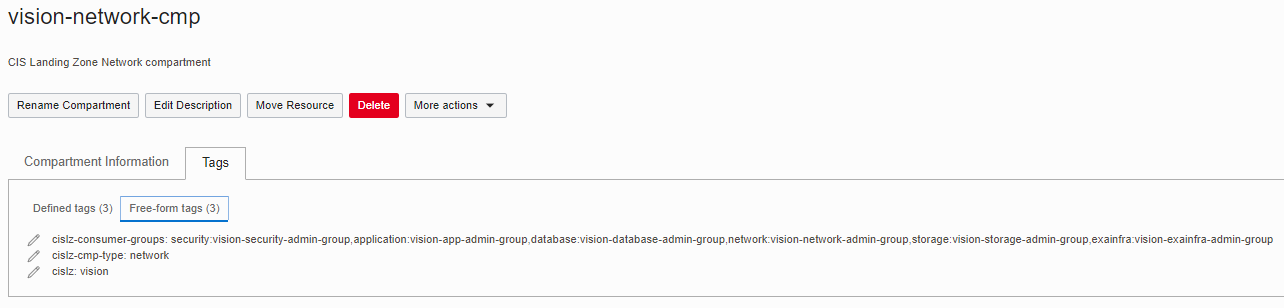 vision-network-cmp
CIS Landing Zone Network compartment
Rename Compartment Edit Description Move Resource Delete More actions
Compartment Information Tags
Defined tags (3) Free-form tags (3)
cislz-consumer-groups: security:vision-security-admin-group,application:vision-app-admin-group,database:vision-database-admin-group,network:vision-network-admin-group,storage:vision-storage-admin-group,exainfra:vision-exainfra-admin-group
cislz-cmp-type: network
cislz: vision